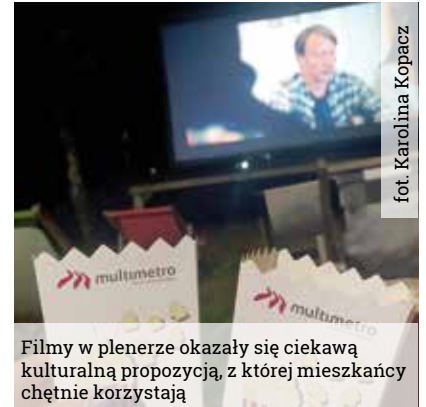 fot. Karolina Kopacz
multimetro
multimetro
Filmy w plenerze okazały się ciekawą
kulturalną propozycją, z której mieszkańcy
chętnie korzystają